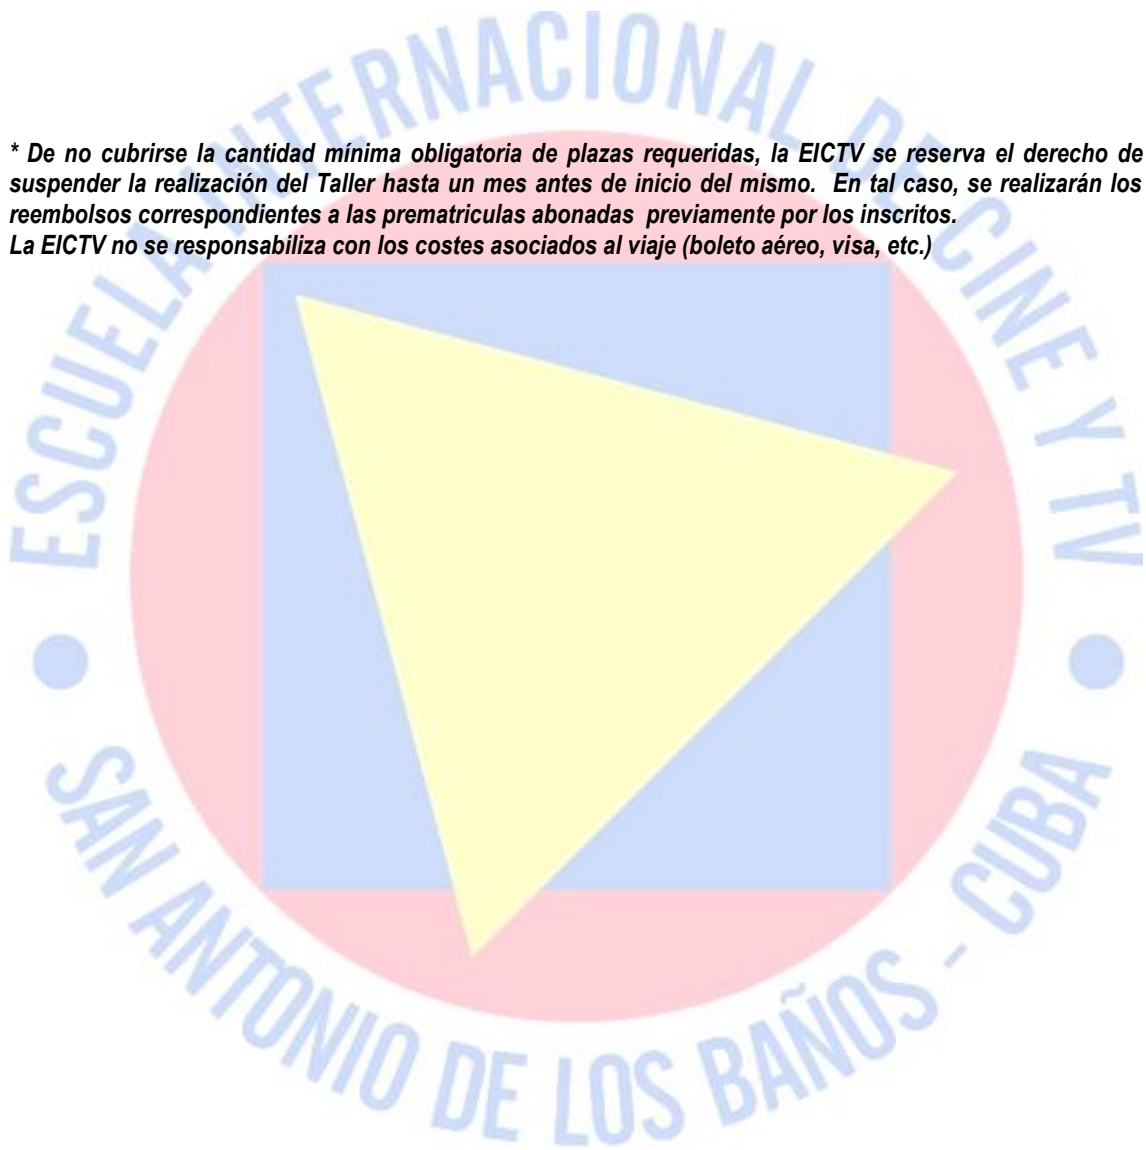 * De no cubrirse la cantidad mínima obligatoria de plazas requeridas, la EICTV se reserva el derecho de
suspender la realización del Taller hasta un mes antes de inicio del mismo.  En tal caso, se realizarán los
reembolsos correspondientes a las prematriculas abonadas  previamente por los inscritos.
La EICTV no se responsabiliza con los costes asociados al viaje (boleto aéreo, visa, etc.)
ESCUELA INTERNACIONAL DE CINE Y TV
SAN ANTONIO DE LOS BAÑOS - CUBA